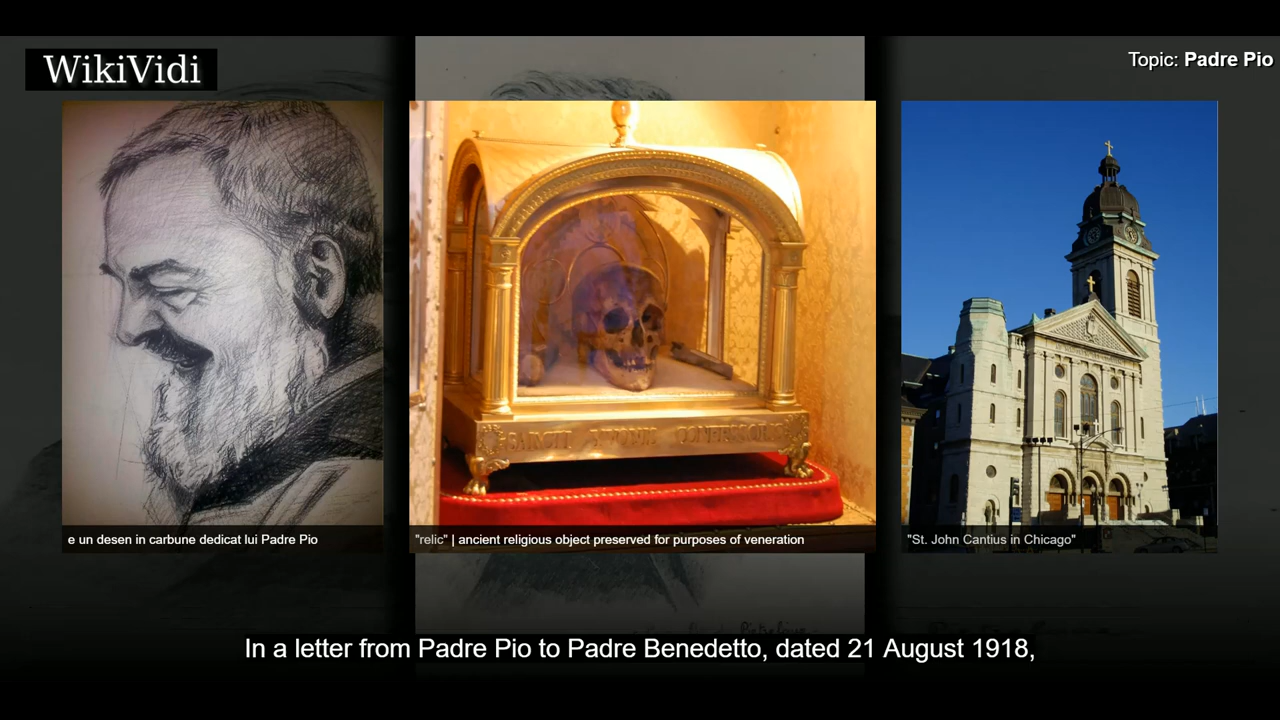 WikiVidi
Topic: Padre Pio
e un desen in carbune dedicat lui Padre Pio
"relic" | ancient religious object preserved for purposes of veneration
"St. John Cantius in Chicago"
In a letter from Padre Pio to Padre Benedetto, dated 21 August 1918,